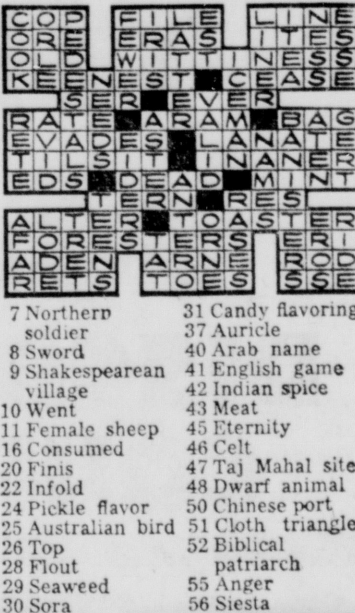 COP FILE LINE
ORE ERAS ITES
OLD WITTINESS
KEENEST CEASE
SER EVER
RATE ARAM BAG
EVADES LANATE
TILSIT INANER
EDS DEAD MINT
TERN RES
ALTER TOASTER
FORESTERS ERI
ADEN ARNE ROD
RETS TOES SSE
7 Northern
soldier
8 Sword
9 Shakespearean
village
10 Went
11 Female sheep
16 Consumed
20 Finis
22 Infold
24 Pickle flavor
25 Australian bird
26 Top
28 Flout
29 Seaweed
30 Sora
31 Candy flavoring
37 Auricle
40 Arab name
41 English game
42 Indian spice
43 Meat
45 Eternity
46 Celt
47 Taj Mahal site
48 Dwarf animal
50 Chinese port
51 Cloth triangle
52 Biblical
patriarch
55 Anger
56 Siesta